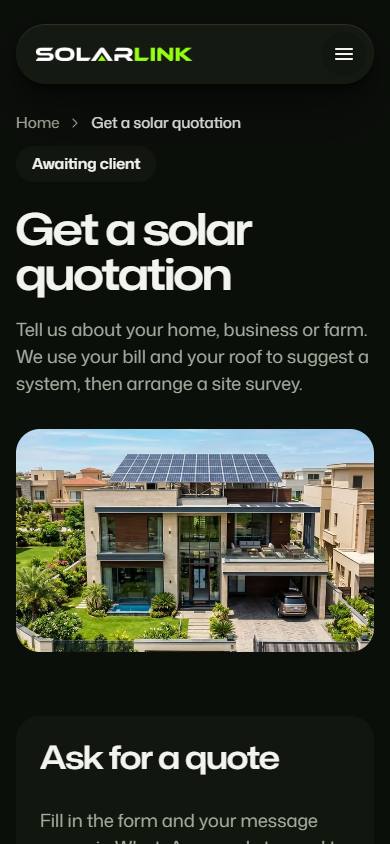 SOLARLINK
Home > Get a solar quotation
Awaiting client
Get a solar
quotation
Tell us about your home, business or farm.
We use your bill and your roof to suggest a
system, then arrange a site survey.
Ask for a quote
Fill in the form and your message